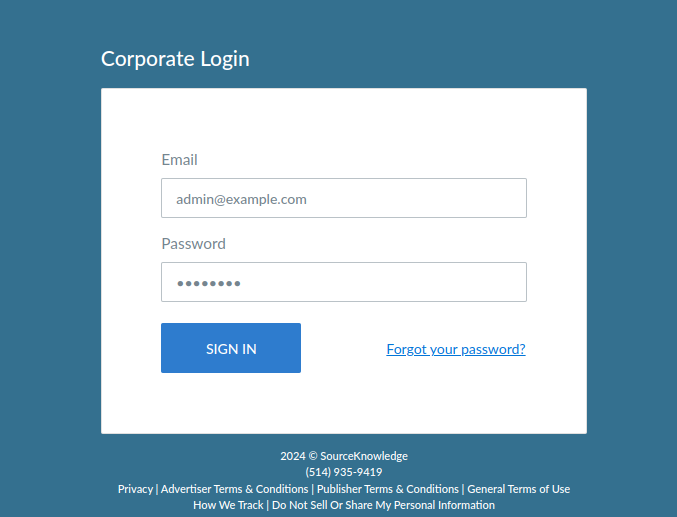 Corporate Login
Email
admin@example.com
Password
••••••••
SIGN IN
Forgot your password?
2024 © SourceKnowledge
(514) 935-9419
Privacy | Advertiser Terms & Conditions | Publisher Terms & Conditions | General Terms of Use
How We Track | Do Not Sell Or Share My Personal Information